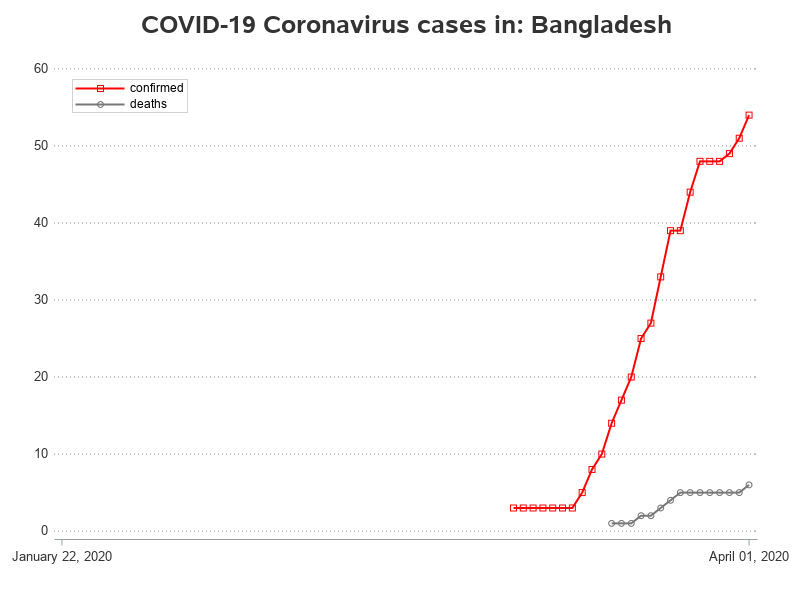 COVID-19 Coronavirus cases in: Bangladesh
60
confirmed
deaths
50
40
30
20
10
0
January 22, 2020
April 01, 2020